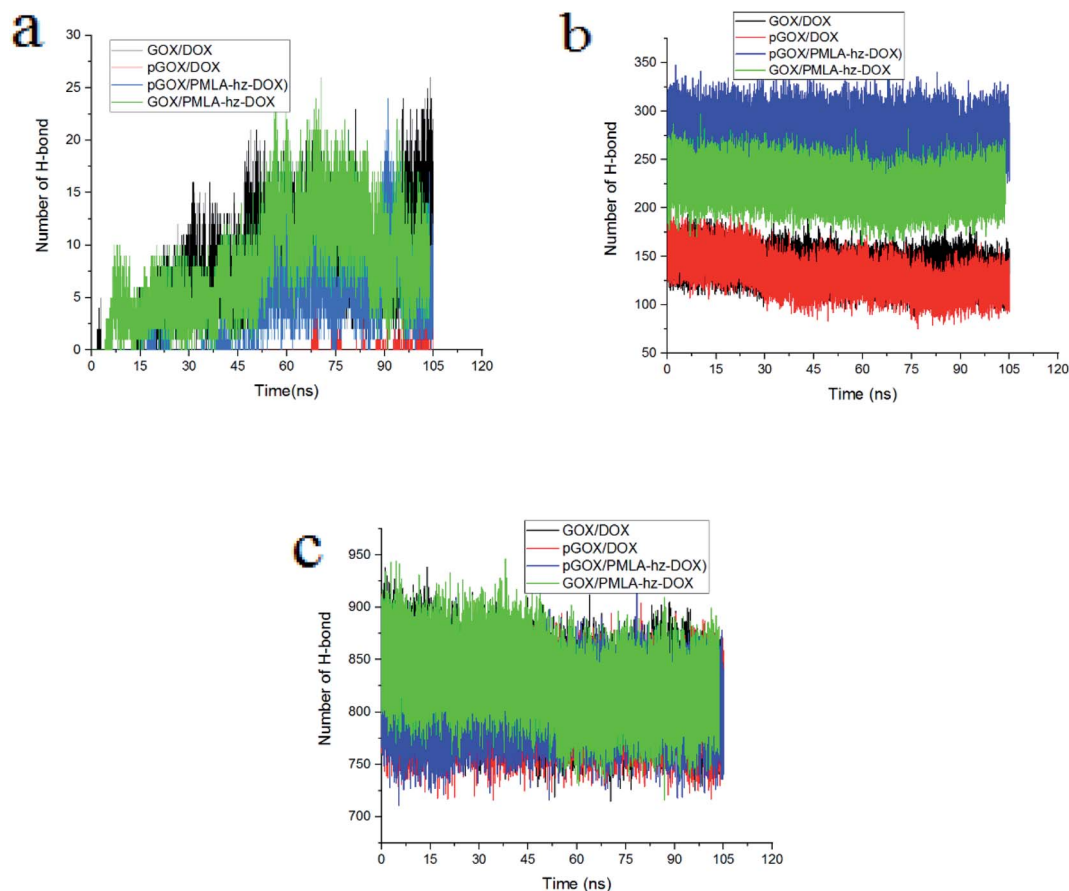 a
30
25
20
15
10
5
0
Number of H-bond
GOX/DOX
pGOX/DOX
pGOX/PMLA-hz-DOX)
GOX/PMLA-hz-DOX
0 15 30 45 60 75 90 105 120
Time(ns)
b
350
300
250
200
150
100
50
Number of H-bond
GOX/DOX
pGOX/DOX
pGOX/PMLA-hz-DOX)
GOX/PMLA-hz-DOX
0 15 30 45 60 75 90 105 120
Time (ns)
c
950
900
850
800
750
700
Number of H-bond
GOX/DOX
pGOX/DOX
pGOX/PMLA-hz-DOX)
GOX/PMLA-hz-DOX
0 15 30 45 60 75 90 105 120
Time (ns)